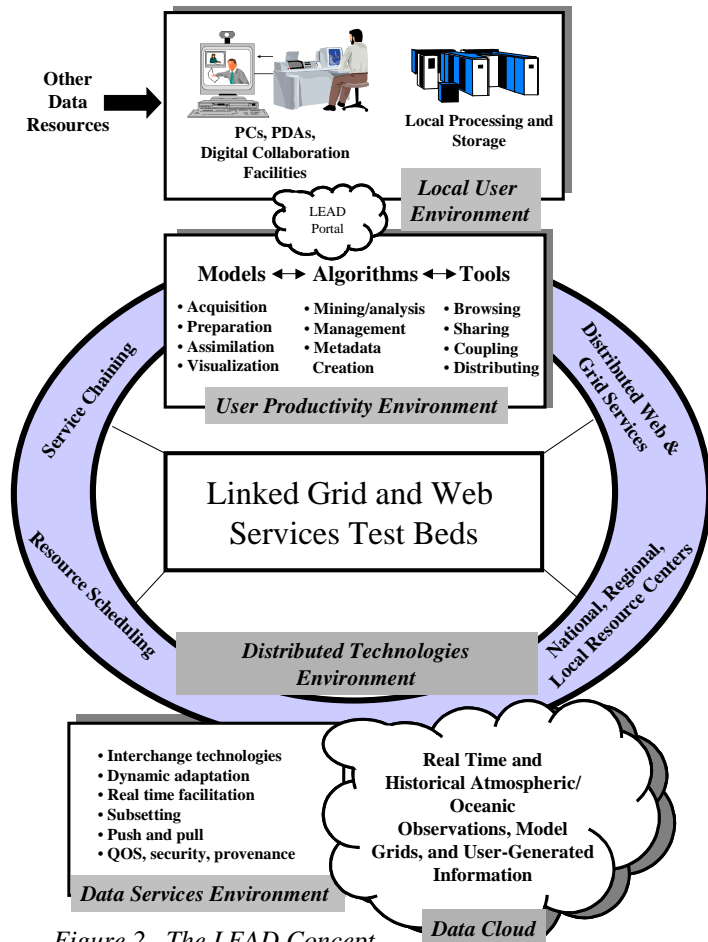 Other
Data
Resources
PCs, PDAs,
Digital Collaboration
Facilities
Local Processing and
Storage
Local User
Environment
LEAD
Portal
Models ↔ Algorithms ↔ Tools
• Acquisition
• Preparation
• Assimilation
• Visualization
• Mining/analysis
• Management
• Metadata
Creation
• Browsing
• Sharing
• Coupling
• Distributing
User Productivity Environment
Service Chaining
Distributed Web &
Grid Services
Linked Grid and Web
Services Test Beds
Resource Scheduling
National, Regional,
Local Resource Centers
Distributed Technologies
Environment
• Interchange technologies
• Dynamic adaptation
• Real time facilitation
• Subsetting
• Push and pull
• QOS, security, provenance
Data Services Environment
Real Time and
Historical Atmospheric/
Oceanic
Observations, Model
Grids, and User-Generated
Information
Data Cloud
Figure 2. The LEAD Concept